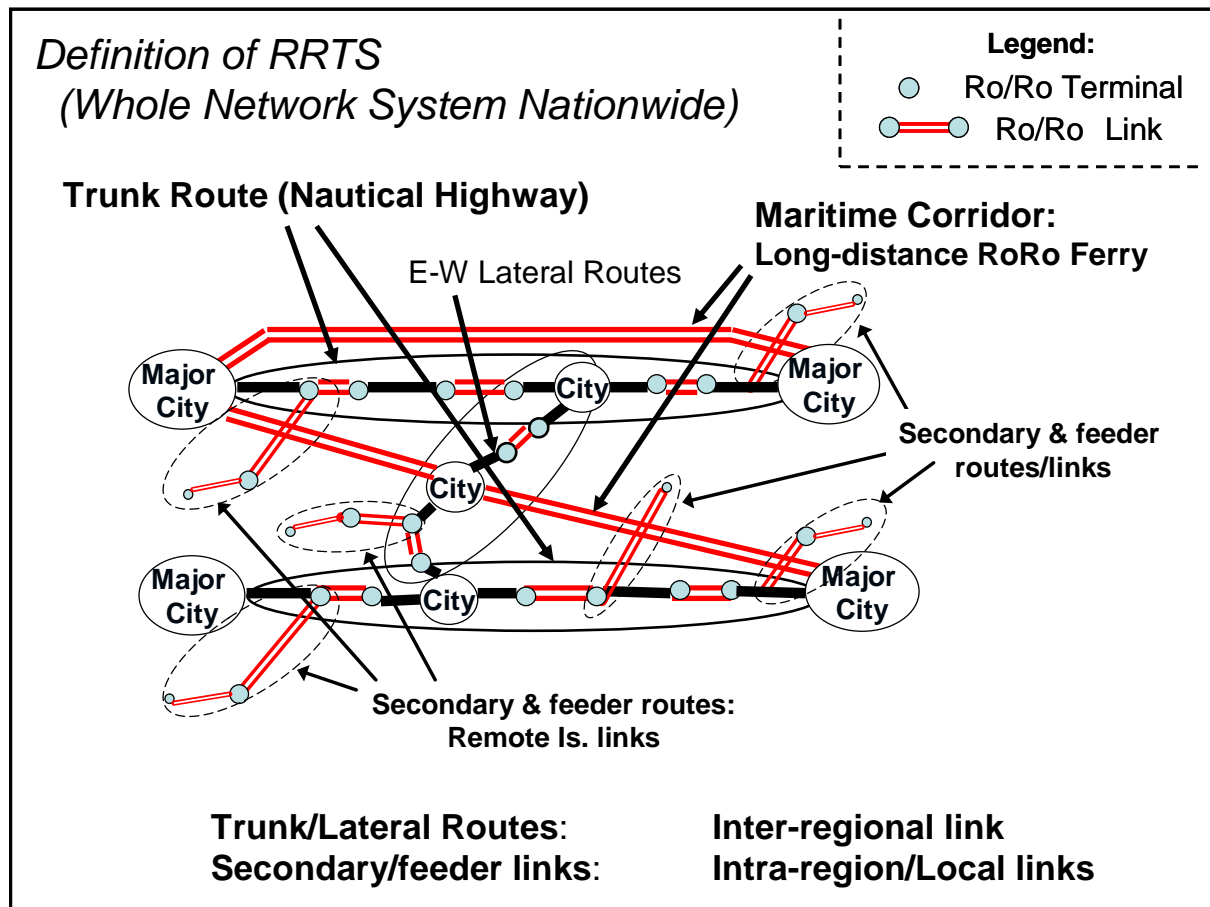 Definition of RRTS
(Whole Network System Nationwide)
Legend:
Ro/Ro Terminal
Ro/Ro Link
Trunk Route (Nautical Highway)
Maritime Corridor:
Long-distance RoRo Ferry
E-W Lateral Routes
Major
City
City
Major
City
Secondary & feeder
routes/links
City
Major
City
City
Major
City
Secondary & feeder routes:
Remote Is. links
Trunk/Lateral Routes: Inter-regional link
Secondary/feeder links: Intra-region/Local links